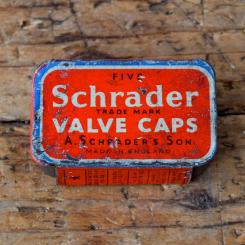 FIVE
Schrader
TRADE MARK
VALVE CAPS
A. SCHRADER'S SON
MADE IN ENGLAND